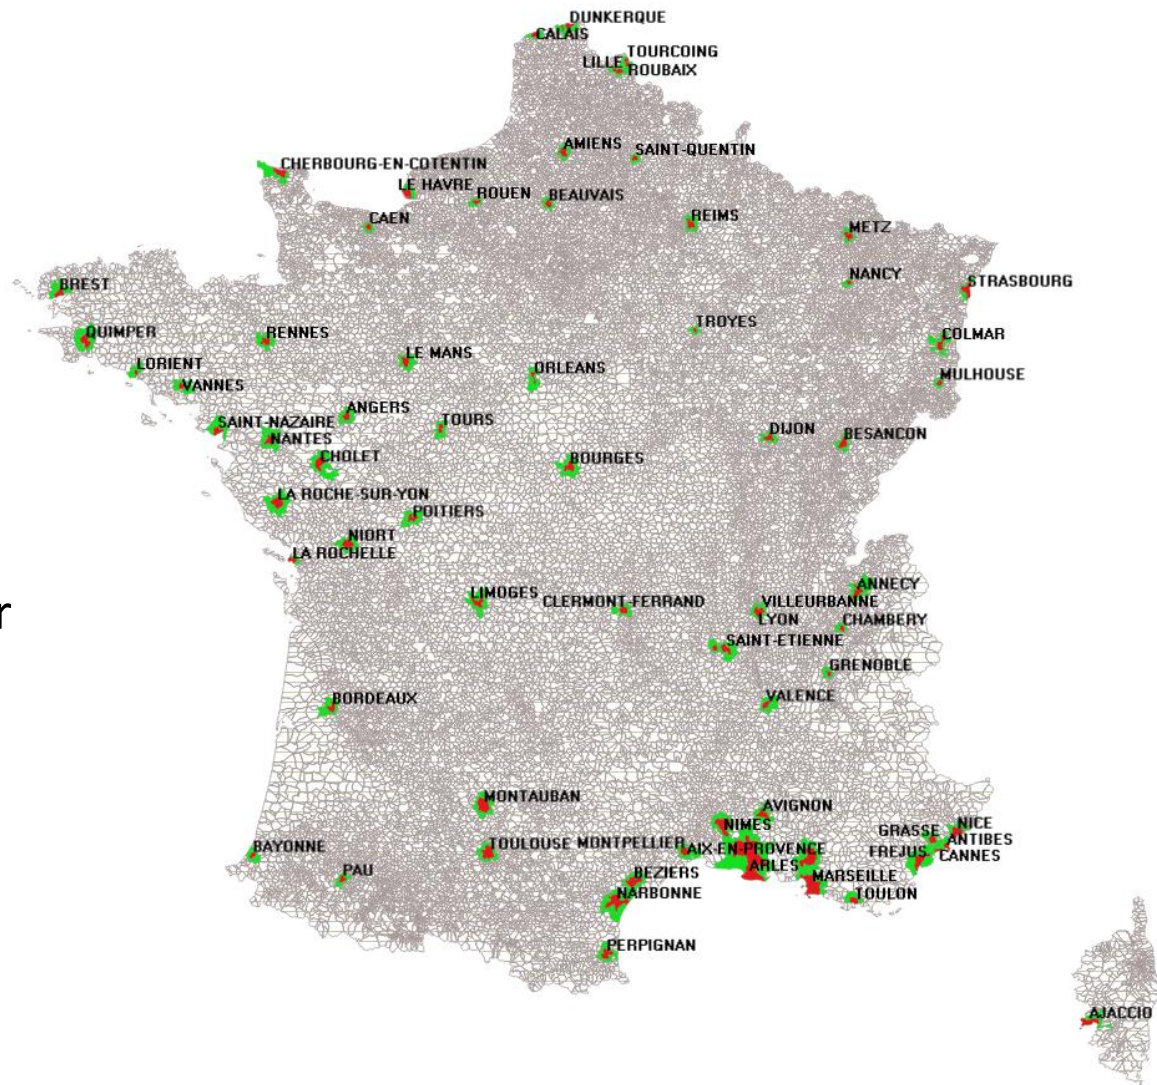 DUNKERQUE
CALAIS
TOURCOING
LILLE ROUBAIX
AMIENS
SAINT-QUENTIN
CHERBOURG-EN-COTENTIN
LE HAVRE
ROUEN
BEAUVAIS
CAEN
REIMS
METZ
NANCY
STRASBOURG
BREST
TROYES
QUIMPER
RENNES
COLMAR
LE MANS
LORIENT
ORLEANS
MULHOUSE
VANNES
ANGERS
SAINT-NAZAIRE
TOURS
NANTES
DIJON
BESANCON
CHOLET
BOURGES
LA ROCHE-SUR-YON
POITIERS
NIORT
LA ROCHELLE
ANNECY
LIMOGES
CLERMONT-FERRAND
VILLEURBANNE
r
LYON
CHAMBERY
SAINT-ETIENNE
GRENOBLE
BORDEAUX
VALENCE
MONTAUBAN
AVIGNON
NIMES
NICE
GRASSE
ANTIBES
BAYONNE
TOULOUSE
MONTPELLIER
AIX-EN-PROVENCE
FREJUS
CANNES
ARLES
PAU
BEZIERS
MARSEILLE
NARBONNE
TOULON
PERPIGNAN
AJACCIO